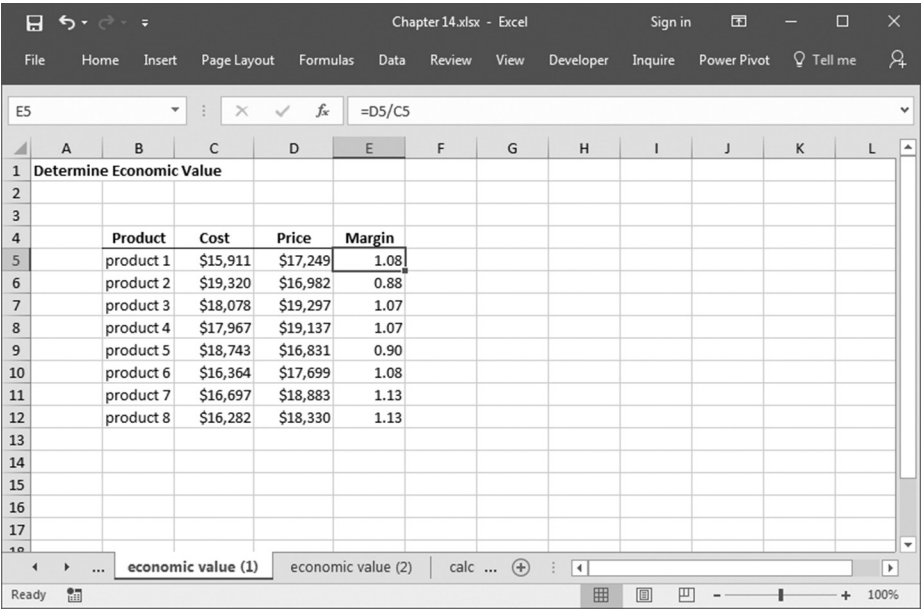 Chapter 14.xlsx - Excel Sign in
File Home Insert Page Layout Formulas Data Review View Developer Inquire Power Pivot Tell me
E5 fx =D5/C5
A B C D E F G H I J K L
1 Determine Economic Value
2
3
4 Product Cost Price Margin
5 product 1 $15,911 $17,249 1.08
6 product 2 $19,320 $16,982 0.88
7 product 3 $18,078 $19,297 1.07
8 product 4 $17,967 $19,137 1.07
9 product 5 $18,743 $16,831 0.90
10 product 6 $16,364 $17,699 1.08
11 product 7 $16,697 $18,883 1.13
12 product 8 $16,282 $18,330 1.13
13
14
15
16
17
18
... economic value (1) economic value (2) calc ...
Ready 100%